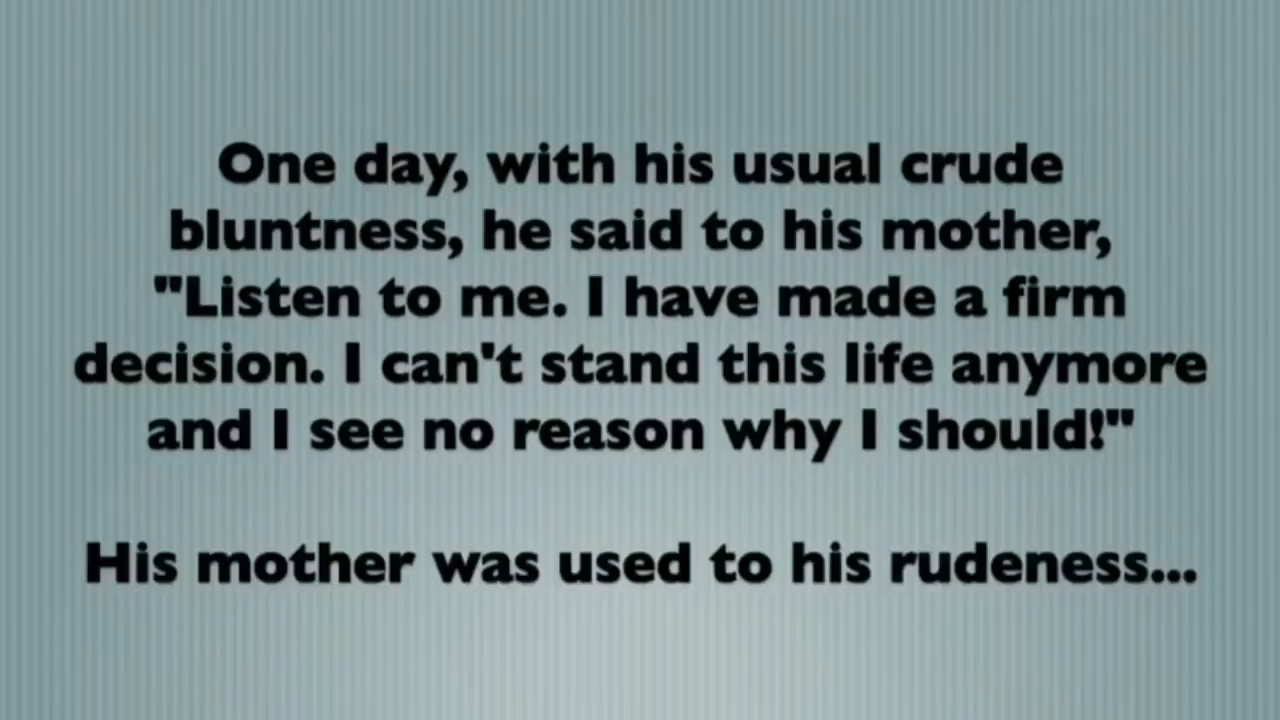 One day, with his usual crude
bluntness, he said to his mother,
"Listen to me. I have made a firm
decision. I can't stand this life anymore
and I see no reason why I should!"
His mother was used to his rudeness...